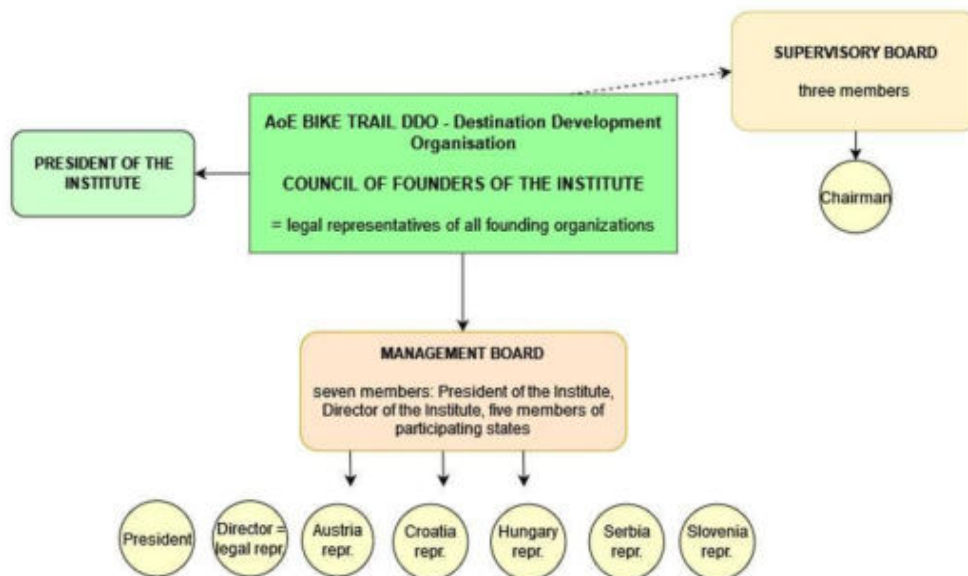 SUPERVISORY BOARD
three members
Chairman
AoE BIKE TRAIL DDO - Destination Development
Organisation
COUNCIL OF FOUNDERS OF THE INSTITUTE
= legal representatives of all founding organizations
PRESIDENT OF THE
INSTITUTE
MANAGEMENT BOARD
seven members: President of the Institute,
Director of the Institute, five members of
participating states
President
Director =
legal repr.
Austria
repr.
Croatia
repr.
Hungary
repr.
Serbia
repr.
Slovenia
repr.